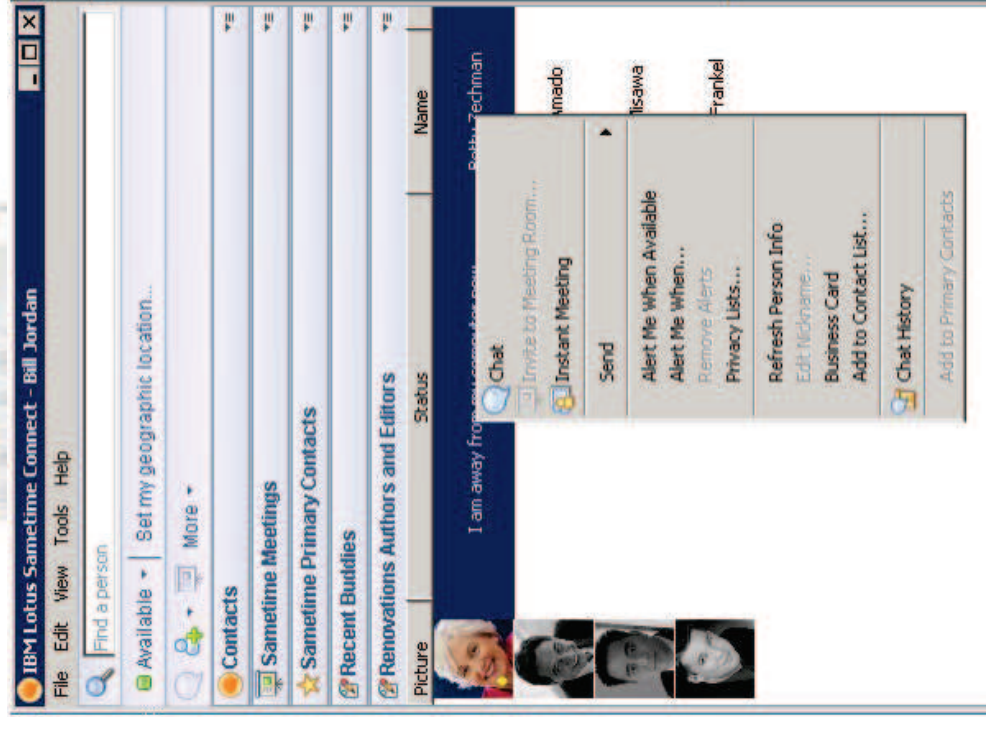 IBM Lotus Sametime Connect - Bill Jordan
File Edit View Tools Help
Find a person
Available Set my geographic location...
More
Contacts
Sametime Meetings
Sametime Primary Contacts
Recent Buddies
Renovations Authors and Editors
Picture Status Name
I am away from my computer now Betty Zechman
Chat
Invite to Meeting Room...
Amado
Instant Meeting
Send
Misawa
Alert Me When Available
Alert Me When...
Remove Alerts
Frankel
Privacy Lists...
Refresh Person Info
Edit Nickname...
Business Card
Add to Contact List...
Chat History
Add to Primary Contacts